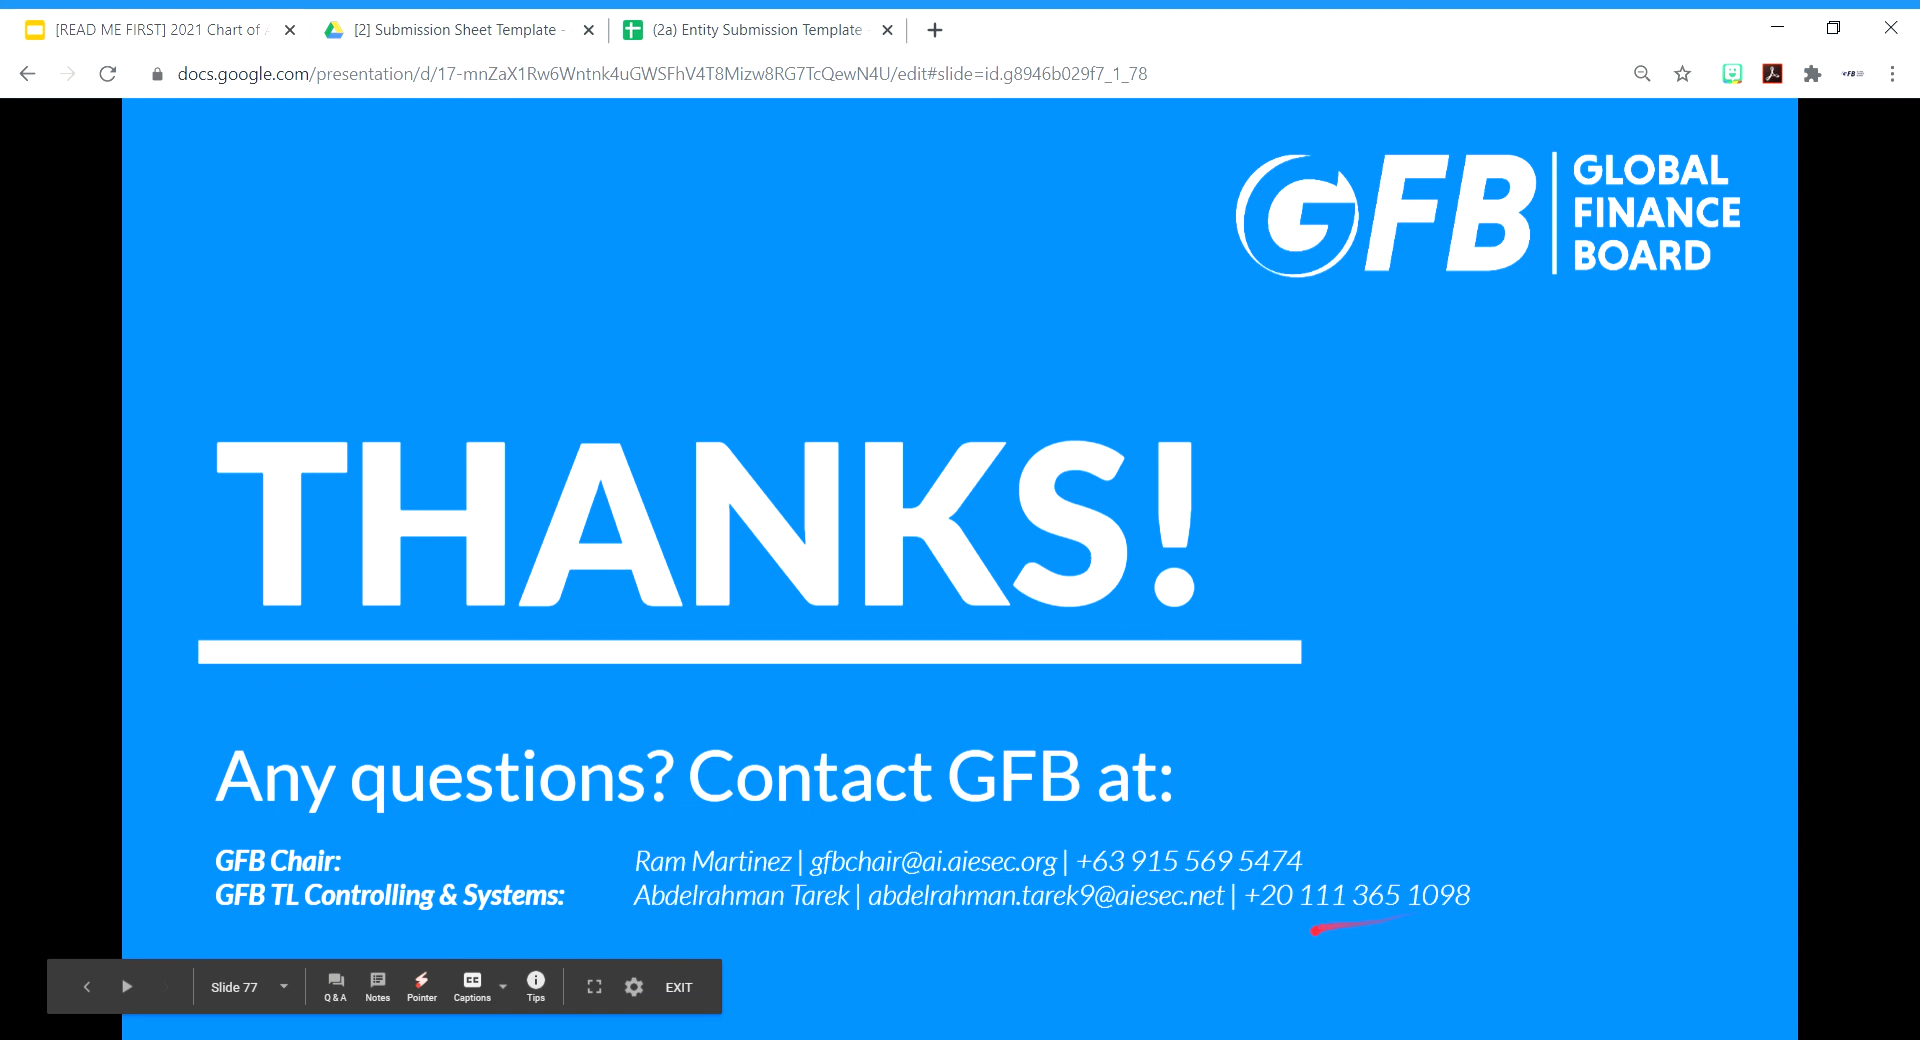 [READ ME FIRST] 2021 Chart of
[2] Submission Sheet Template -
(2a) Entity Submission Template
docs.google.com/presentation/d/17-mnZaX1Rw6Wntnk4uGWSFhV4T8Mizw8RG7TcQewN4U/edit#slide=id.g8946b029f7_1_78
GFB
GLOBAL
FINANCE
BOARD
THANKS!
Any questions? Contact GFB at:
GFB Chair: Ram Martinez | gfbchair@ai.aiesec.org | +63 915 569 5474
GFB TL Controlling & Systems: Abdelrahman Tarek | abdelrahman.tarek9@aiesec.net | +20 111 365 1098
Slide 77 Q & A Notes Pointer Captions Tips EXIT